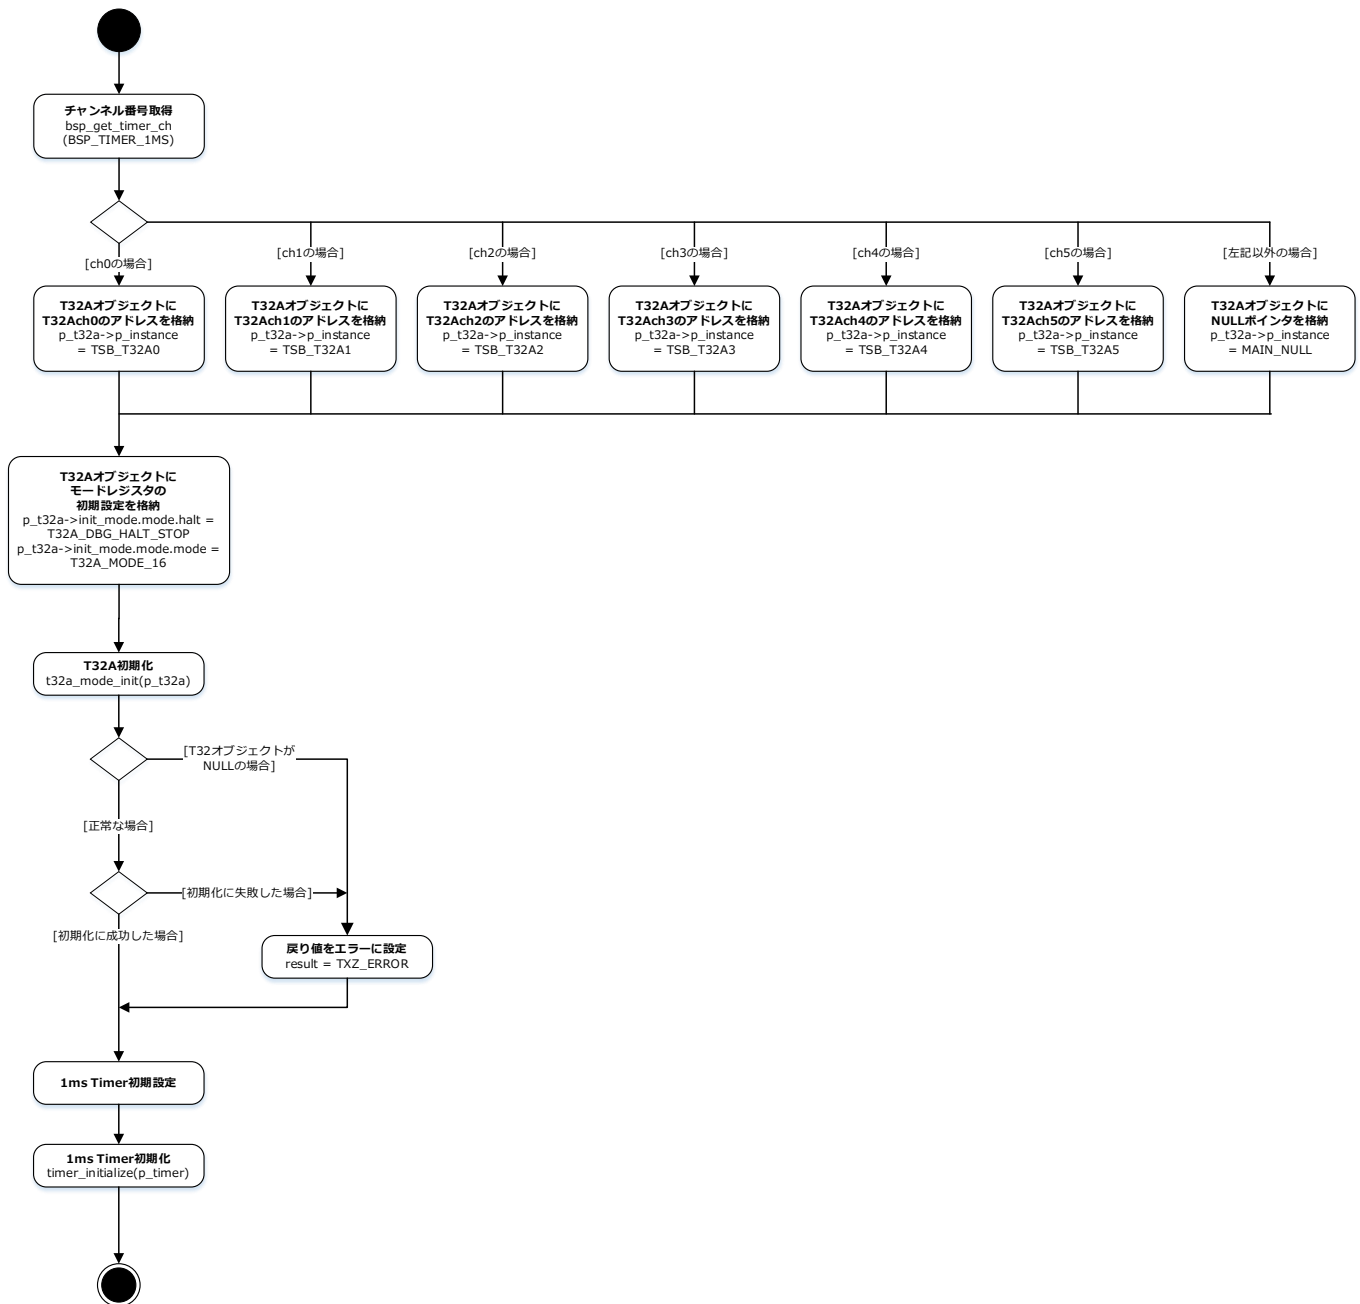 チャンネル番号取得
bsp_get_timer_ch
(BSP_TIMER_1MS)
[ch0の場合]
[ch1の場合]
[ch2の場合]
[ch3の場合]
[ch4の場合]
[ch5の場合]
[左記以外の場合]
T32Aオブジェクトに
T32Ach0のアドレスを格納
p_t32a->p_instance
= TSB_T32A0
T32Aオブジェクトに
T32Ach1のアドレスを格納
p_t32a->p_instance
= TSB_T32A1
T32Aオブジェクトに
T32Ach2のアドレスを格納
p_t32a->p_instance
= TSB_T32A2
T32Aオブジェクトに
T32Ach3のアドレスを格納
p_t32a->p_instance
= TSB_T32A3
T32Aオブジェクトに
T32Ach4のアドレスを格納
p_t32a->p_instance
= TSB_T32A4
T32Aオブジェクトに
T32Ach5のアドレスを格納
p_t32a->p_instance
= TSB_T32A5
T32Aオブジェクトに
NULLポインタを格納
p_t32a->p_instance
= MAIN_NULL
T32Aオブジェクトに
モードレジスタの
初期設定を格納
p_t32a->init_mode.mode.halt =
T32A_DBG_HALT_STOP
p_t32a->init_mode.mode.mode =
T32A_MODE_16
T32A初期化
t32a_mode_init(p_t32a)
[T32オブジェクトが
NULLの場合]
[正常な場合]
[初期化に失敗した場合]
[初期化に成功した場合]
戻り値をエラーに設定
result = TXZ_ERROR
1ms Timer初期設定
1ms Timer初期化
timer_initialize(p_timer)